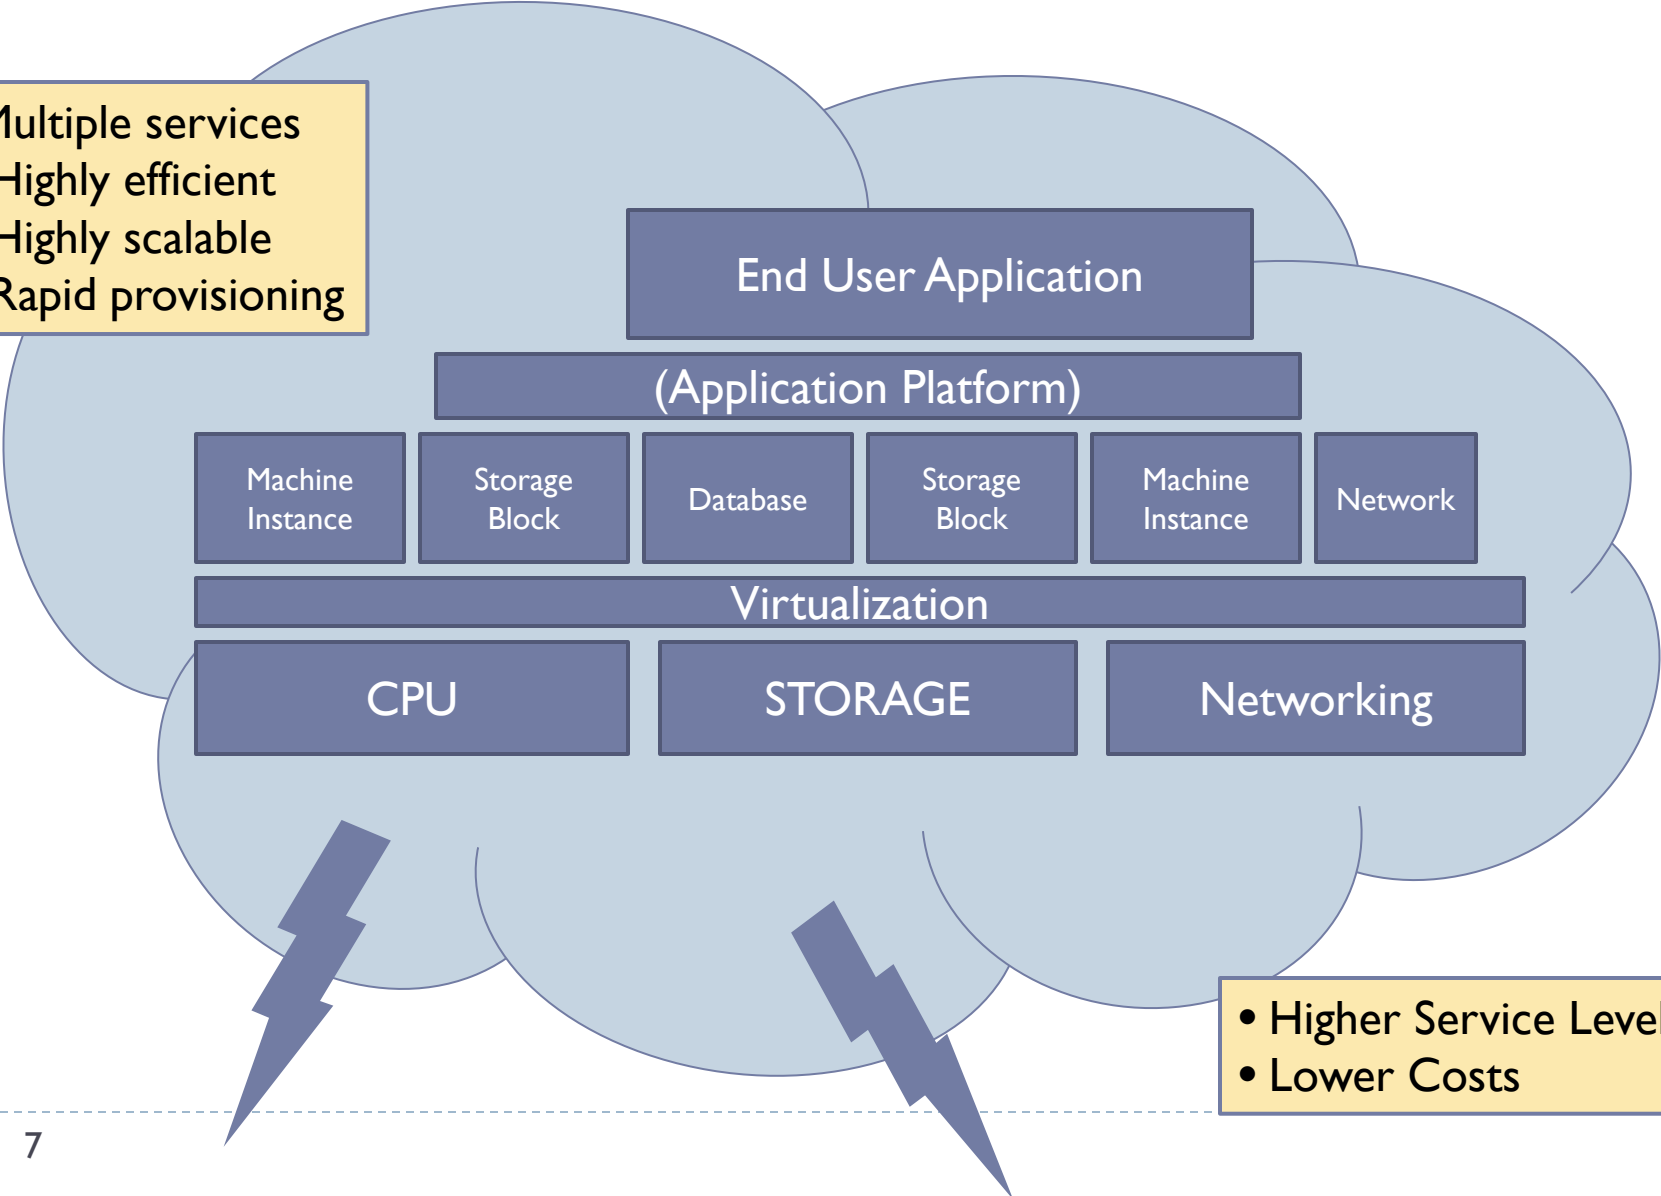 Multiple services
Highly efficient
Highly scalable
Rapid provisioning
End User Application
(Application Platform)
Machine
Instance
Storage
Block
Database
Storage
Block
Machine
Instance
Network
Virtualization
CPU
STORAGE
Networking
• Higher Service Level
• Lower Costs
7